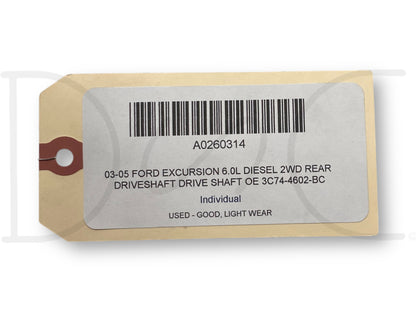 A0260314
03-05 FORD EXCURSION 6.0L DIESEL 2WD REAR
DRIVESHAFT DRIVE SHAFT OE 3C74-4602-BC
Individual
USED - GOOD, LIGHT WEAR